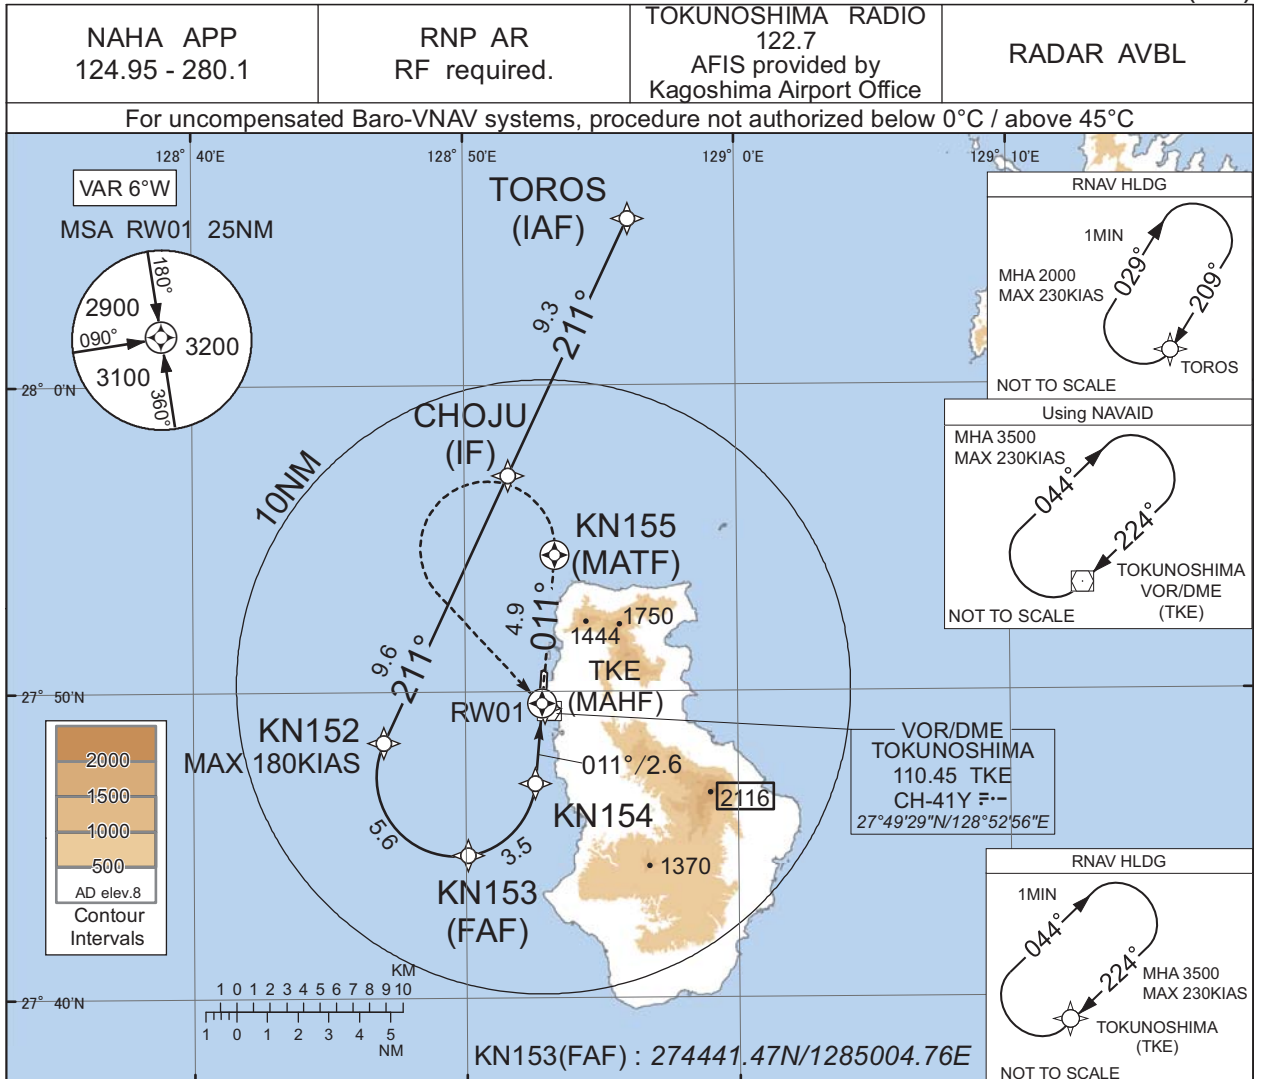 NAHA APP
124.95 - 280.1
RNP AR
RF required.
TOKUNOSHIMA RADIO
122.7
AFIS provided by
Kagoshima Airport Office
RADAR AVBL
For uncompensated Baro-VNAV systems, procedure not authorized below 0°C / above 45°C
128° 40'E
128° 50'E
129° 0'E
129° 10'E
VAR 6°W
MSA RW01 25NM
180°
2900
090°
3200
3100
360°
TOROS
(IAF)
9.3
211°
28° 0'N
CHOJU
(IF)
10NM
KN155
(MATF)
4.9
011°
1444
1750
9.6
211°
TKE
(MAHF)
27° 50'N
RW01
KN152
MAX 180KIAS
011°/2.6
KN154
2116
5.6
3.5
1370
KN153
(FAF)
VOR/DME
TOKUNOSHIMA
110.45 TKE
CH-41Y
27°49'29"N/128°52'56"E
2000
1500
1000
500
AD elev.8
Contour
Intervals
27° 40'N
KM
1 0 1 2 3 4 5 6 7 8 9 10
1 0 1 2 3 4 5
NM
KN153(FAF) : 274441.47N/1285004.76E
RNAV HLDG
1MIN
MHA 2000
MAX 230KIAS
029°
209°
TOROS
NOT TO SCALE
Using NAVAID
MHA 3500
MAX 230KIAS
044°
224°
TOKUNOSHIMA
VOR/DME
(TKE)
NOT TO SCALE
RNAV HLDG
1MIN
044°
224°
MHA 3500
MAX 230KIAS
TOKUNOSHIMA
(TKE)
NOT TO SCALE